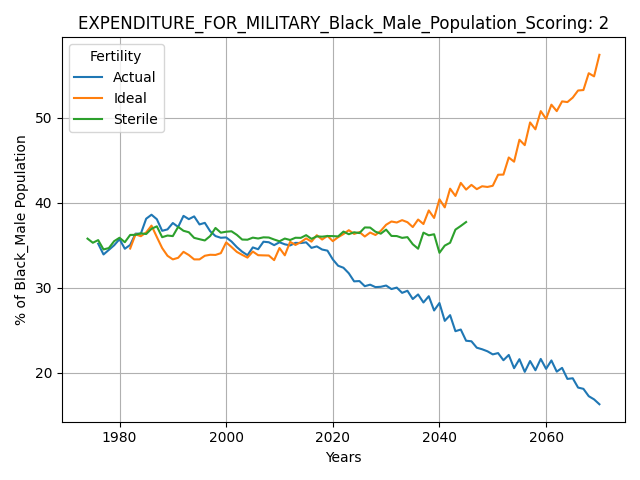 EXPENDITURE_FOR_MILITARY_Black_Male_Population_Scoring: 2
Fertility
Actual
Ideal
Sterile
% of Black_Male Population
50
40
30
20
1980 2000 2020 2040 2060
Years